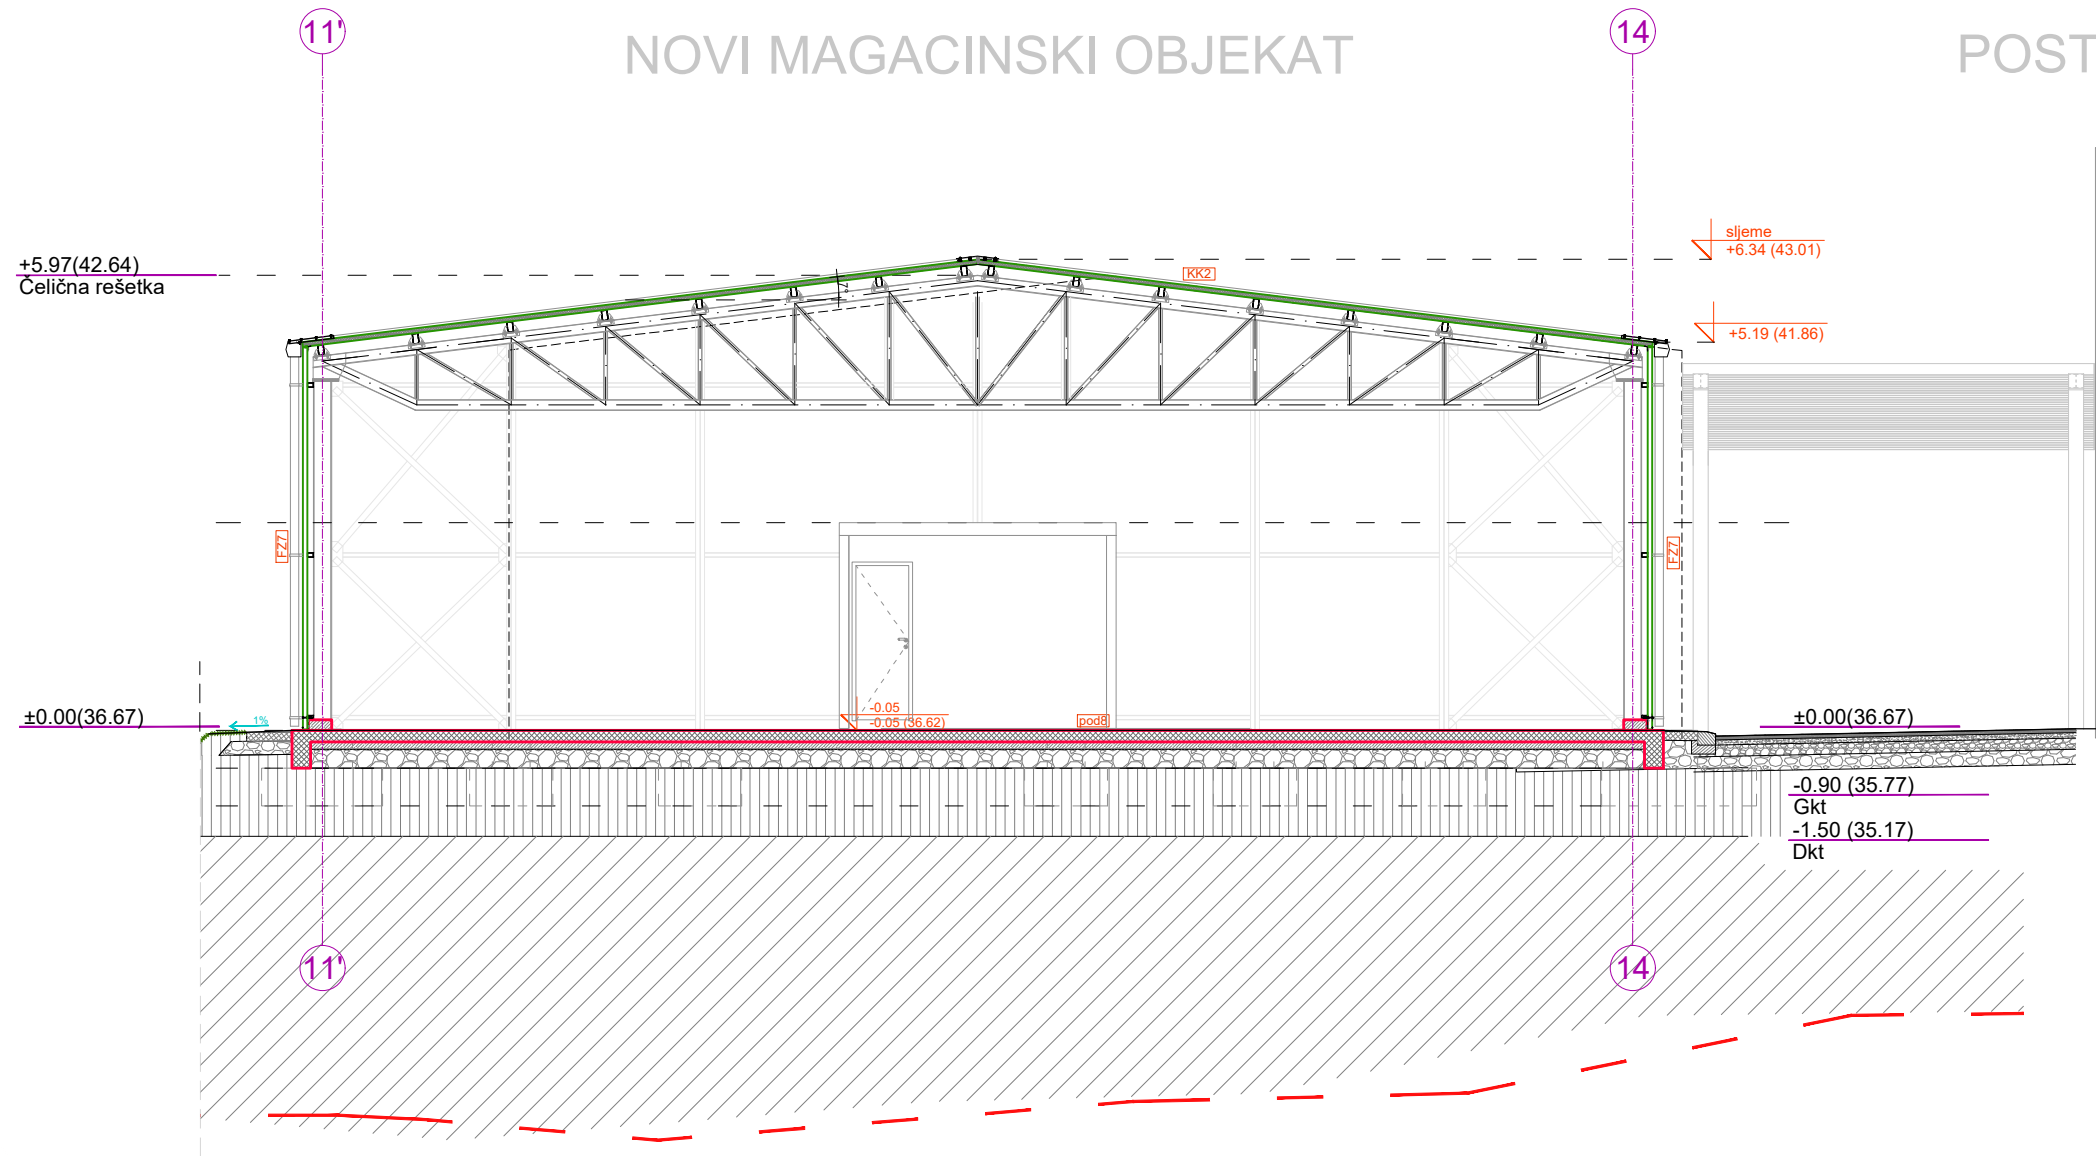 11'
14
NOVI MAGACINSKI OBJEKAT
POST
sljeme
+6.34 (43.01)
+5.97(42.64)
Čelična rešetka
KK2
+5.19 (41.86)
FZ7
FZ7
-0.05
-0.05 (36.62)
pod8
±0.00(36.67)
1%
±0.00(36.67)
-0.90 (35.77)
Gkt
-1.50 (35.17)
Dkt
11'
14